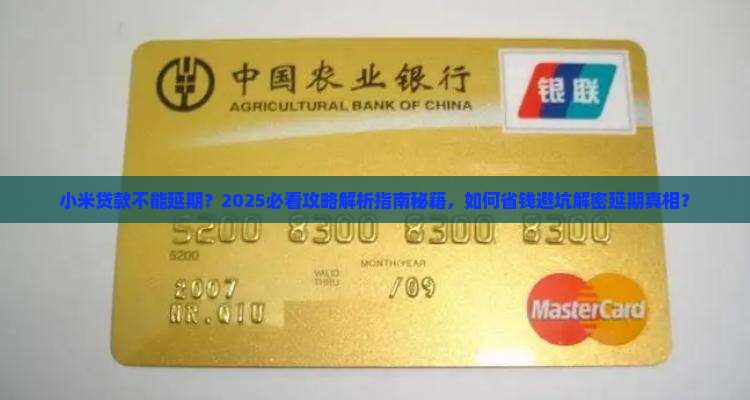 中国农业银行
AGRICULTURAL BANK OF CHINA
银联
小米贷款不能延期？2025必看攻略解析指南秘籍，如何省钱避坑解密延期真相？
5200 8300 8300 8300
5200
MONTH/YEAR
VALID THRU
2007 /09
MR.QIU
MasterCard